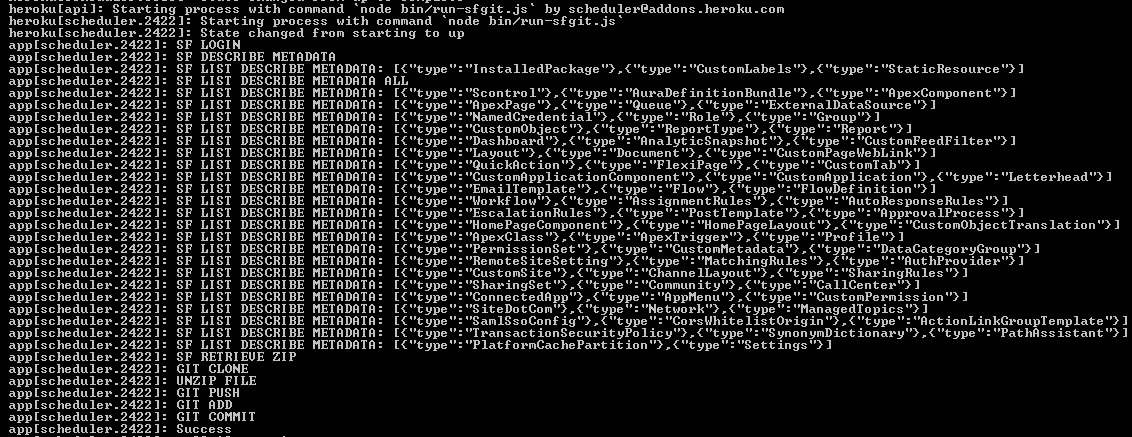 heroku[api]: Starting process with command `node bin/run-sfgit.js` by scheduler@addons.heroku.com
heroku[scheduler.2422]: Starting process with command `node bin/run-sfgit.js`
heroku[scheduler.2422]: State changed from starting to up
app[scheduler.2422]: SF LOGIN
app[scheduler.2422]: SF DESCRIBE METADATA
app[scheduler.2422]: SF LIST DESCRIBE METADATA: [{"type":"InstalledPackage"},{"type":"CustomLabels"},{"type":"StaticResource"}]
app[scheduler.2422]: SF LIST DESCRIBE METADATA ALL
app[scheduler.2422]: SF LIST DESCRIBE METADATA: [{"type":"Scontrol"},{"type":"AuraDefinitionBundle"},{"type":"ApexComponent"}]
app[scheduler.2422]: SF LIST DESCRIBE METADATA: [{"type":"ApexPage"},{"type":"Queue"},{"type":"ExternalDataSource"}]
app[scheduler.2422]: SF LIST DESCRIBE METADATA: [{"type":"NamedCredential"},{"type":"Role"},{"type":"Group"}]
app[scheduler.2422]: SF LIST DESCRIBE METADATA: [{"type":"CustomObject"},{"type":"ReportType"},{"type":"Report"}]
app[scheduler.2422]: SF LIST DESCRIBE METADATA: [{"type":"Dashboard"},{"type":"AnalyticSnapshot"},{"type":"CustomFeedFilter"}]
app[scheduler.2422]: SF LIST DESCRIBE METADATA: [{"type":"Layout"},{"type":"Document"},{"type":"CustomPageWebLink"}]
app[scheduler.2422]: SF LIST DESCRIBE METADATA: [{"type":"QuickAction"},{"type":"FlexiPage"},{"type":"CustomTab"}]
app[scheduler.2422]: SF LIST DESCRIBE METADATA: [{"type":"CustomApplicationComponent"},{"type":"CustomApplication"},{"type":"Letterhead"}]
app[scheduler.2422]: SF LIST DESCRIBE METADATA: [{"type":"EmailTemplate"},{"type":"Flow"},{"type":"FlowDefinition"}]
app[scheduler.2422]: SF LIST DESCRIBE METADATA: [{"type":"Workflow"},{"type":"AssignmentRules"},{"type":"AutoResponseRules"}]
app[scheduler.2422]: SF LIST DESCRIBE METADATA: [{"type":"EscalationRules"},{"type":"PostTemplate"},{"type":"ApprovalProcess"}]
app[scheduler.2422]: SF LIST DESCRIBE METADATA: [{"type":"HomePageComponent"},{"type":"HomePageLayout"},{"type":"CustomObjectTranslation"}]
app[scheduler.2422]: SF LIST DESCRIBE METADATA: [{"type":"ApexClass"},{"type":"ApexTrigger"},{"type":"Profile"}]
app[scheduler.2422]: SF LIST DESCRIBE METADATA: [{"type":"PermissionSet"},{"type":"CustomMetadata"},{"type":"DataCategoryGroup"}]
app[scheduler.2422]: SF LIST DESCRIBE METADATA: [{"type":"RemoteSiteSetting"},{"type":"MatchingRules"},{"type":"AuthProvider"}]
app[scheduler.2422]: SF LIST DESCRIBE METADATA: [{"type":"CustomSite"},{"type":"ChannelLayout"},{"type":"SharingRules"}]
app[scheduler.2422]: SF LIST DESCRIBE METADATA: [{"type":"SharingSet"},{"type":"Community"},{"type":"CallCenter"}]
app[scheduler.2422]: SF LIST DESCRIBE METADATA: [{"type":"ConnectedApp"},{"type":"AppMenu"},{"type":"CustomPermission"}]
app[scheduler.2422]: SF LIST DESCRIBE METADATA: [{"type":"SiteDotCom"},{"type":"Network"},{"type":"ManagedTopics"}]
app[scheduler.2422]: SF LIST DESCRIBE METADATA: [{"type":"SamlSsoConfig"},{"type":"CorsWhitelistOrigin"},{"type":"ActionLinkGroupTemplate"}]
app[scheduler.2422]: SF LIST DESCRIBE METADATA: [{"type":"TransactionSecurityPolicy"},{"type":"SynonymDictionary"},{"type":"PathAssistant"}]
app[scheduler.2422]: SF LIST DESCRIBE METADATA: [{"type":"PlatformCachePartition"},{"type":"Settings"}]
app[scheduler.2422]: SF RETRIEVE ZIP
app[scheduler.2422]: GIT CLONE
app[scheduler.2422]: UNZIP FILE
app[scheduler.2422]: GIT PUSH
app[scheduler.2422]: GIT ADD
app[scheduler.2422]: GIT COMMIT
app[scheduler.2422]: Success